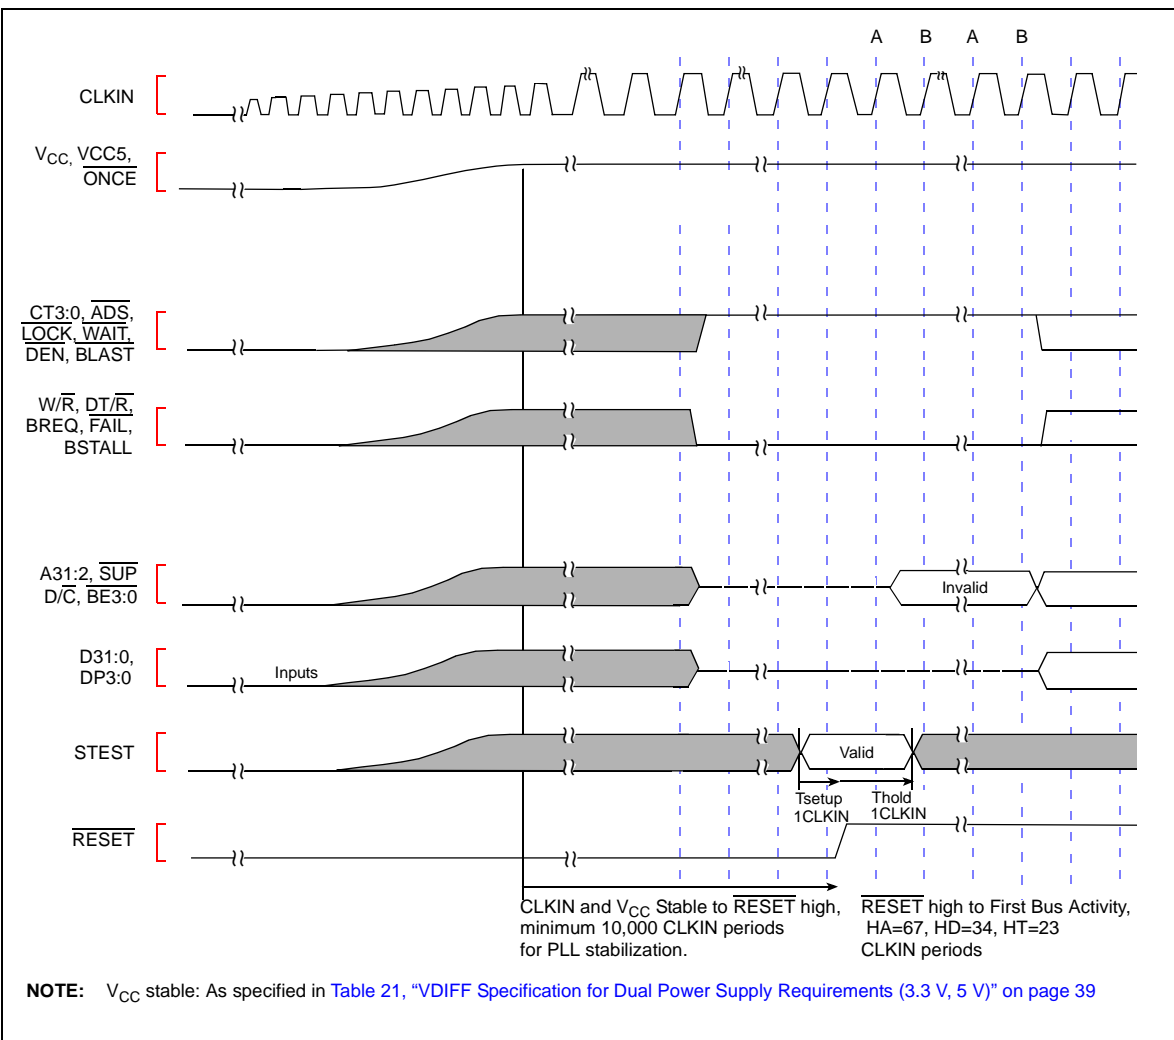 A B A B
CLKIN
VCC, VCC5,
ONCE
CT3:0, ADS,
LOCK, WAIT,
DEN, BLAST
W/R, DT/R,
BREQ, FAIL,
BSTALL
A31:2, SUP
D/C, BE3:0
Invalid
D31:0,
DP3:0
Inputs
STEST
Valid
Tsetup
1CLKIN
Thold
1CLKIN
RESET
CLKIN and VCC Stable to RESET high,
minimum 10,000 CLKIN periods
for PLL stabilization.
RESET high to First Bus Activity,
HA=67, HD=34, HT=23
CLKIN periods
NOTE: VCC stable: As specified in Table 21, “VDIFF Specification for Dual Power Supply Requirements (3.3 V, 5 V)” on page 39